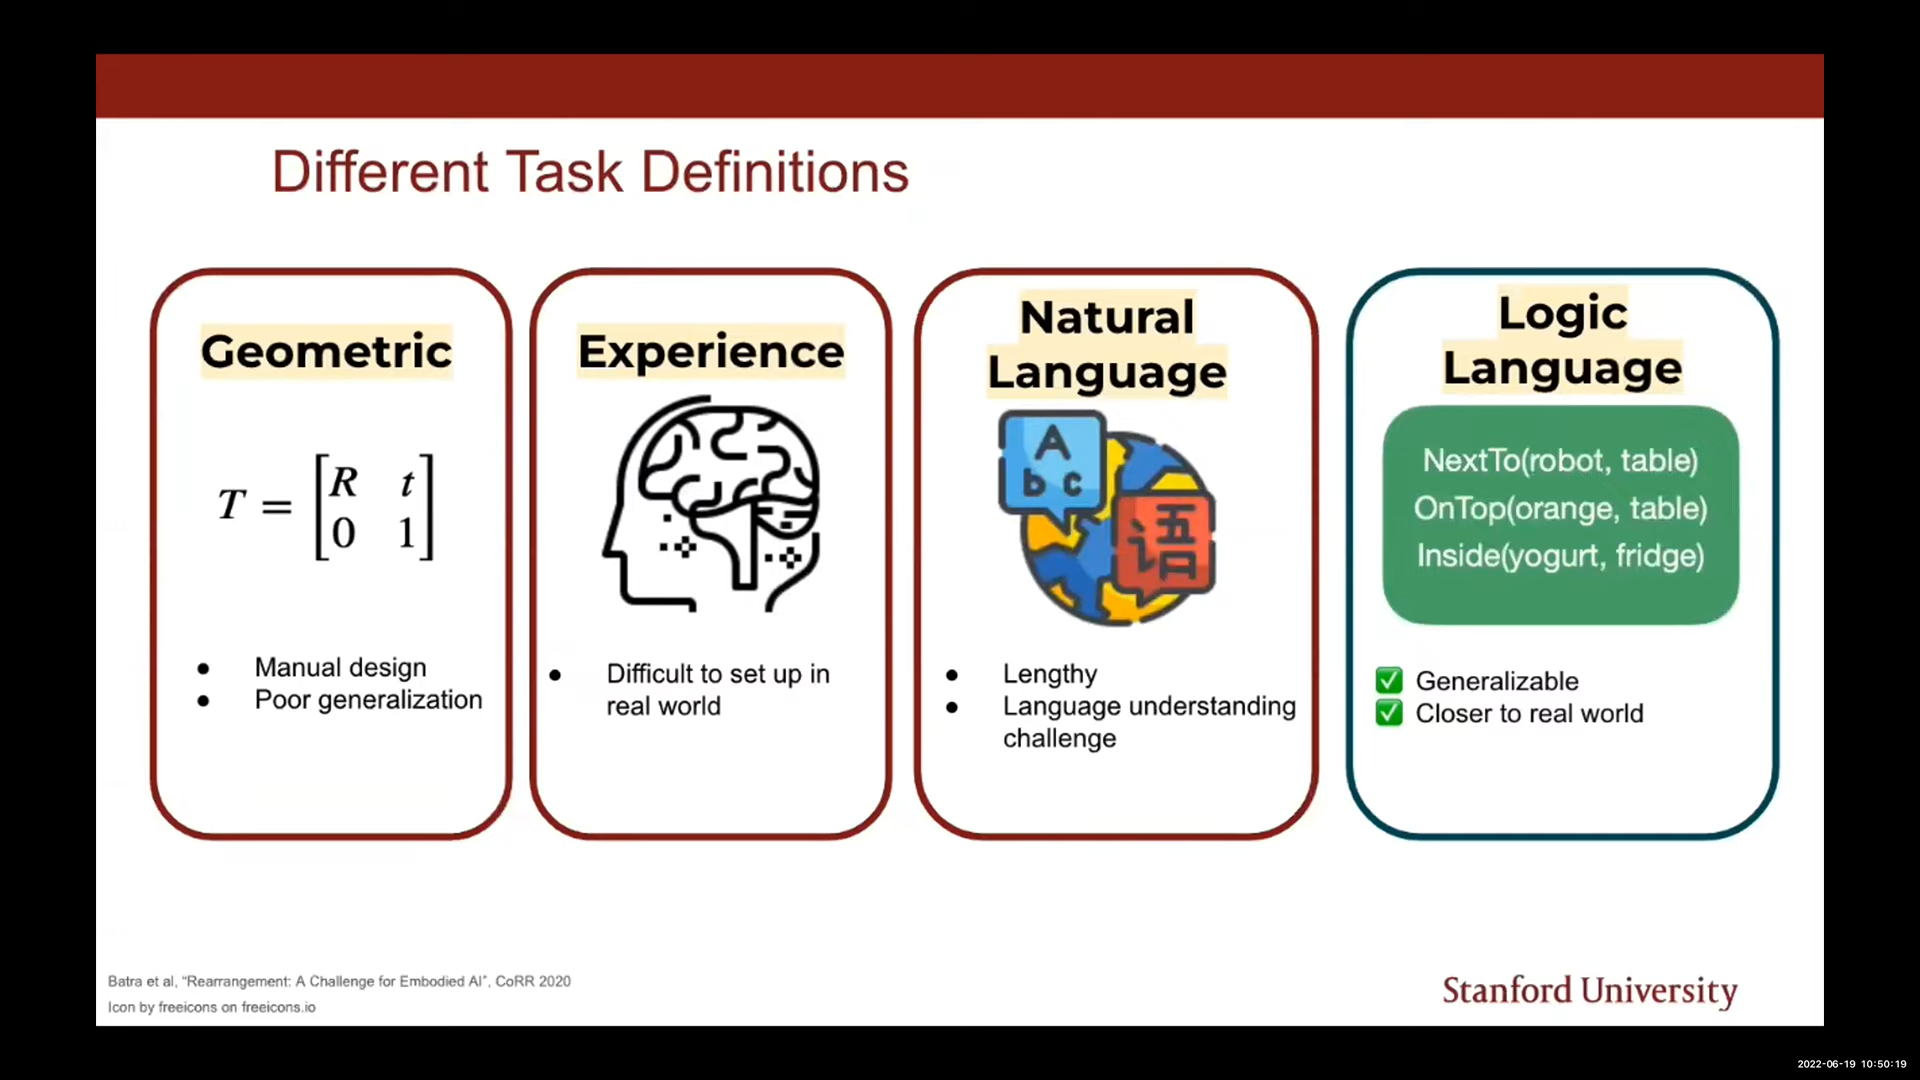 Different Task Definitions
Geometric
T = [R t
0 1]
Manual design
Poor generalization
Experience
Difficult to set up in
real world
Natural
Language
A
b c
语
Lengthy
Language understanding
challenge
Logic
Language
NextTo(robot, table)
OnTop(orange, table)
Inside(yogurt, fridge)
✅ Generalizable
✅ Closer to real world
Batra et al, “Rearrangement: A Challenge for Embodied AI”, CoRR 2020
Icon by freeicons on freeicons.io
Stanford University
2022-06-19 10:50:19